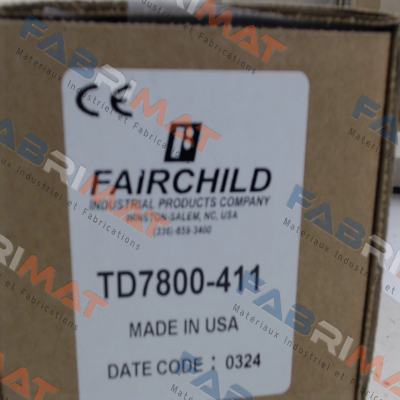 CE
FAIRCHILD
INDUSTRIAL PRODUCTS COMPANY
WINSTON-SALEM, NC, USA
(336)-659-3400
TD7800-411
MADE IN USA
DATE CODE : 0324
FABRIMAT
Materiaux Industriel et Fabrications